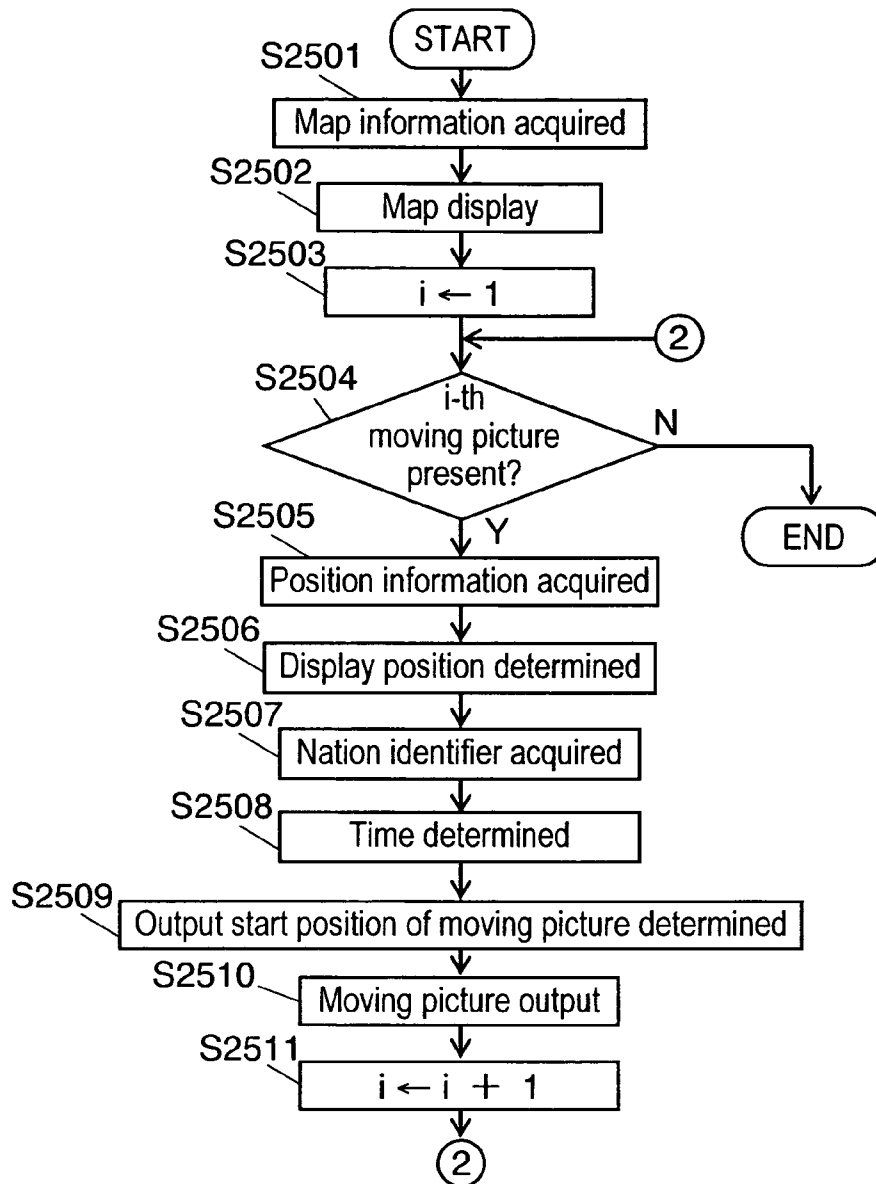 START
S2501
Map information acquired
S2502
Map display
S2503
i ← 1
2
S2504
i-th
moving picture
present?
N
END
Y
S2505
Position information acquired
S2506
Display position determined
S2507
Nation identifier acquired
S2508
Time determined
S2509
Output start position of moving picture determined
S2510
Moving picture output
S2511
i ← i + 1
2